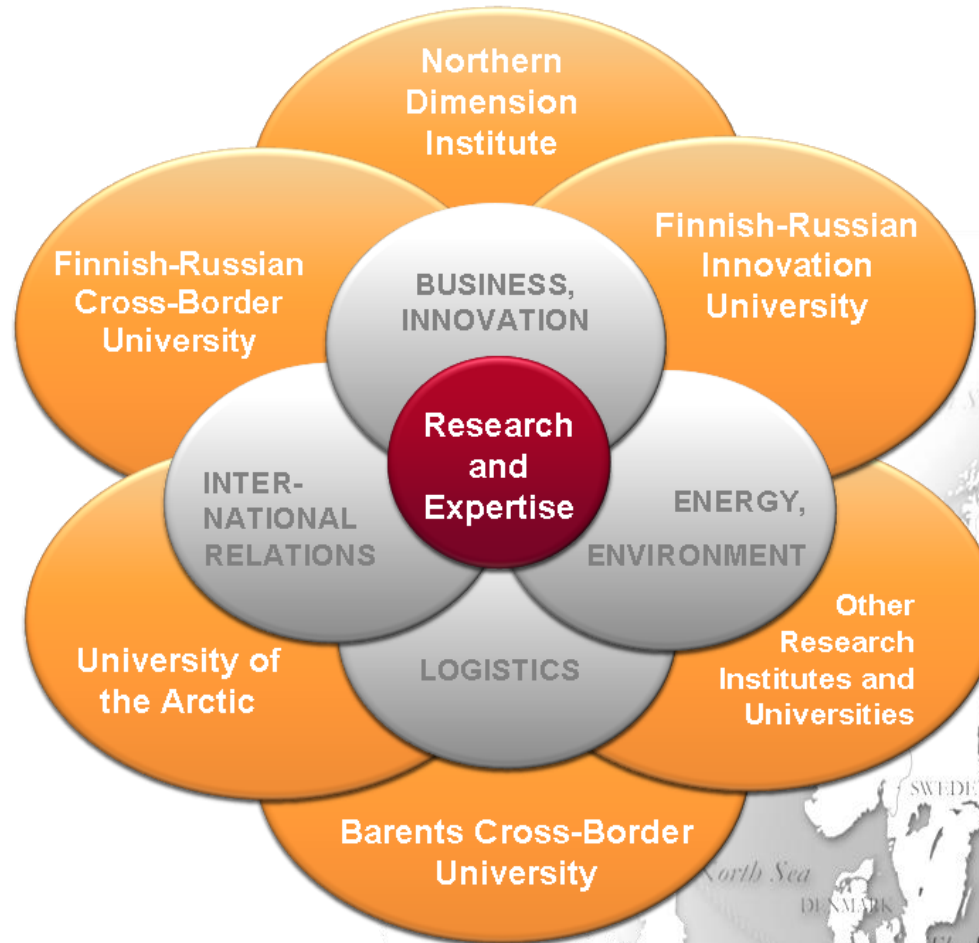 Northern
Dimension
Institute
Finnish-Russian
Cross-Border
University
Finnish-Russian
Innovation
University
BUSINESS,
INNOVATION
Research
and
Expertise
INTER-
NATIONAL
RELATIONS
ENERGY,
ENVIRONMENT
LOGISTICS
University of
the Arctic
Other
Research
Institutes and
Universities
Barents Cross-Border
University
SWEDE
North Sea
DENMARK